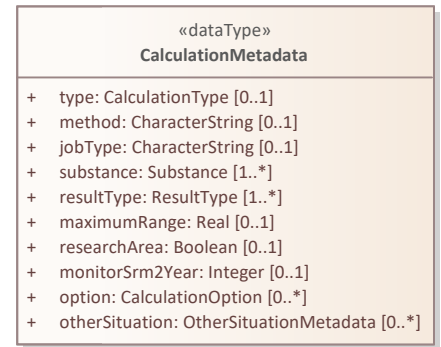 «dataType»
CalculationMetadata
+ type: CalculationType [0..1]
+ method: CharacterString [0..1]
+ jobType: CharacterString [0..1]
+ substance: Substance [1..*]
+ resultType: ResultType [1..*]
+ maximumRange: Real [0..1]
+ researchArea: Boolean [0..1]
+ monitorSrm2Year: Integer [0..1]
+ option: CalculationOption [0..*]
+ otherSituation: OtherSituationMetadata [0..*]